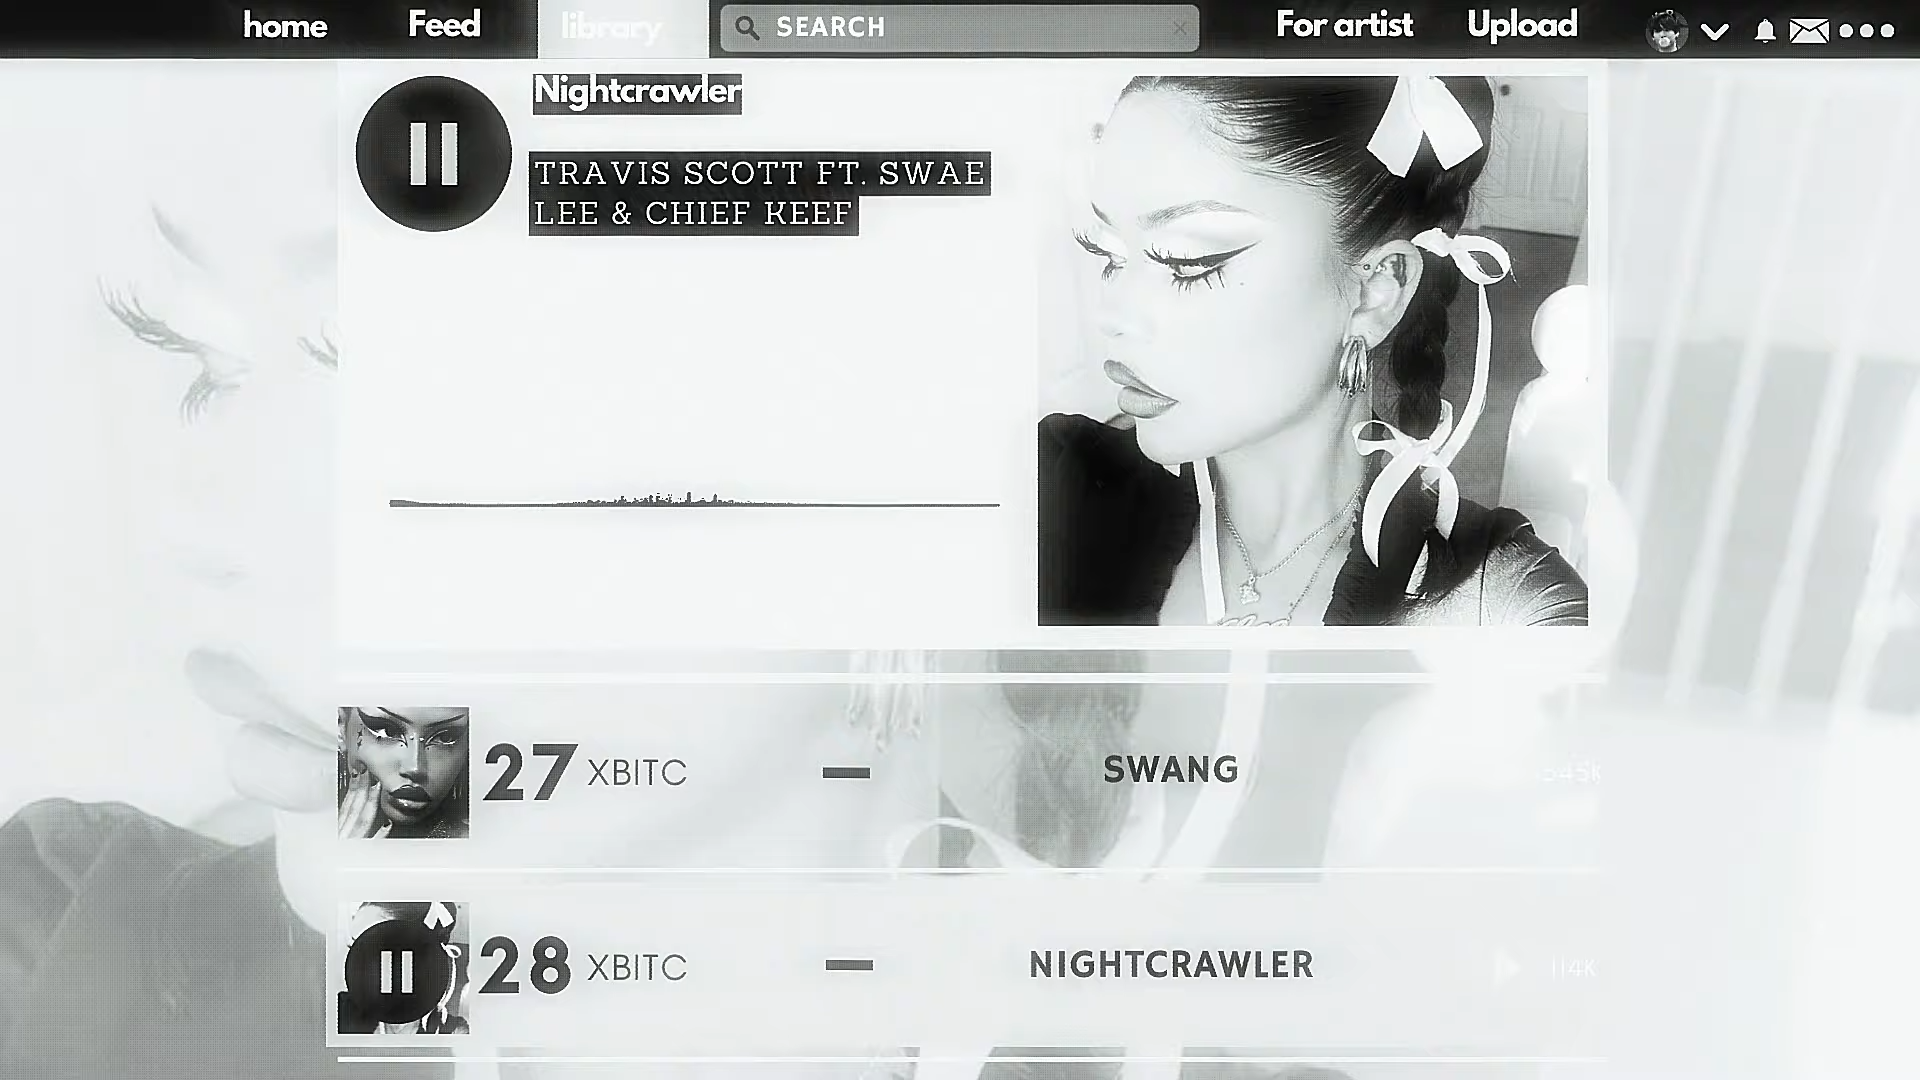 home Feed library SEARCH For artist Upload
Nightcrawler
TRAVIS SCOTT FT. SWAE
LEE & CHIEF KEEF
27 XBITC — SWANG 545K
28 XBITC — NIGHTCRAWLER 114K